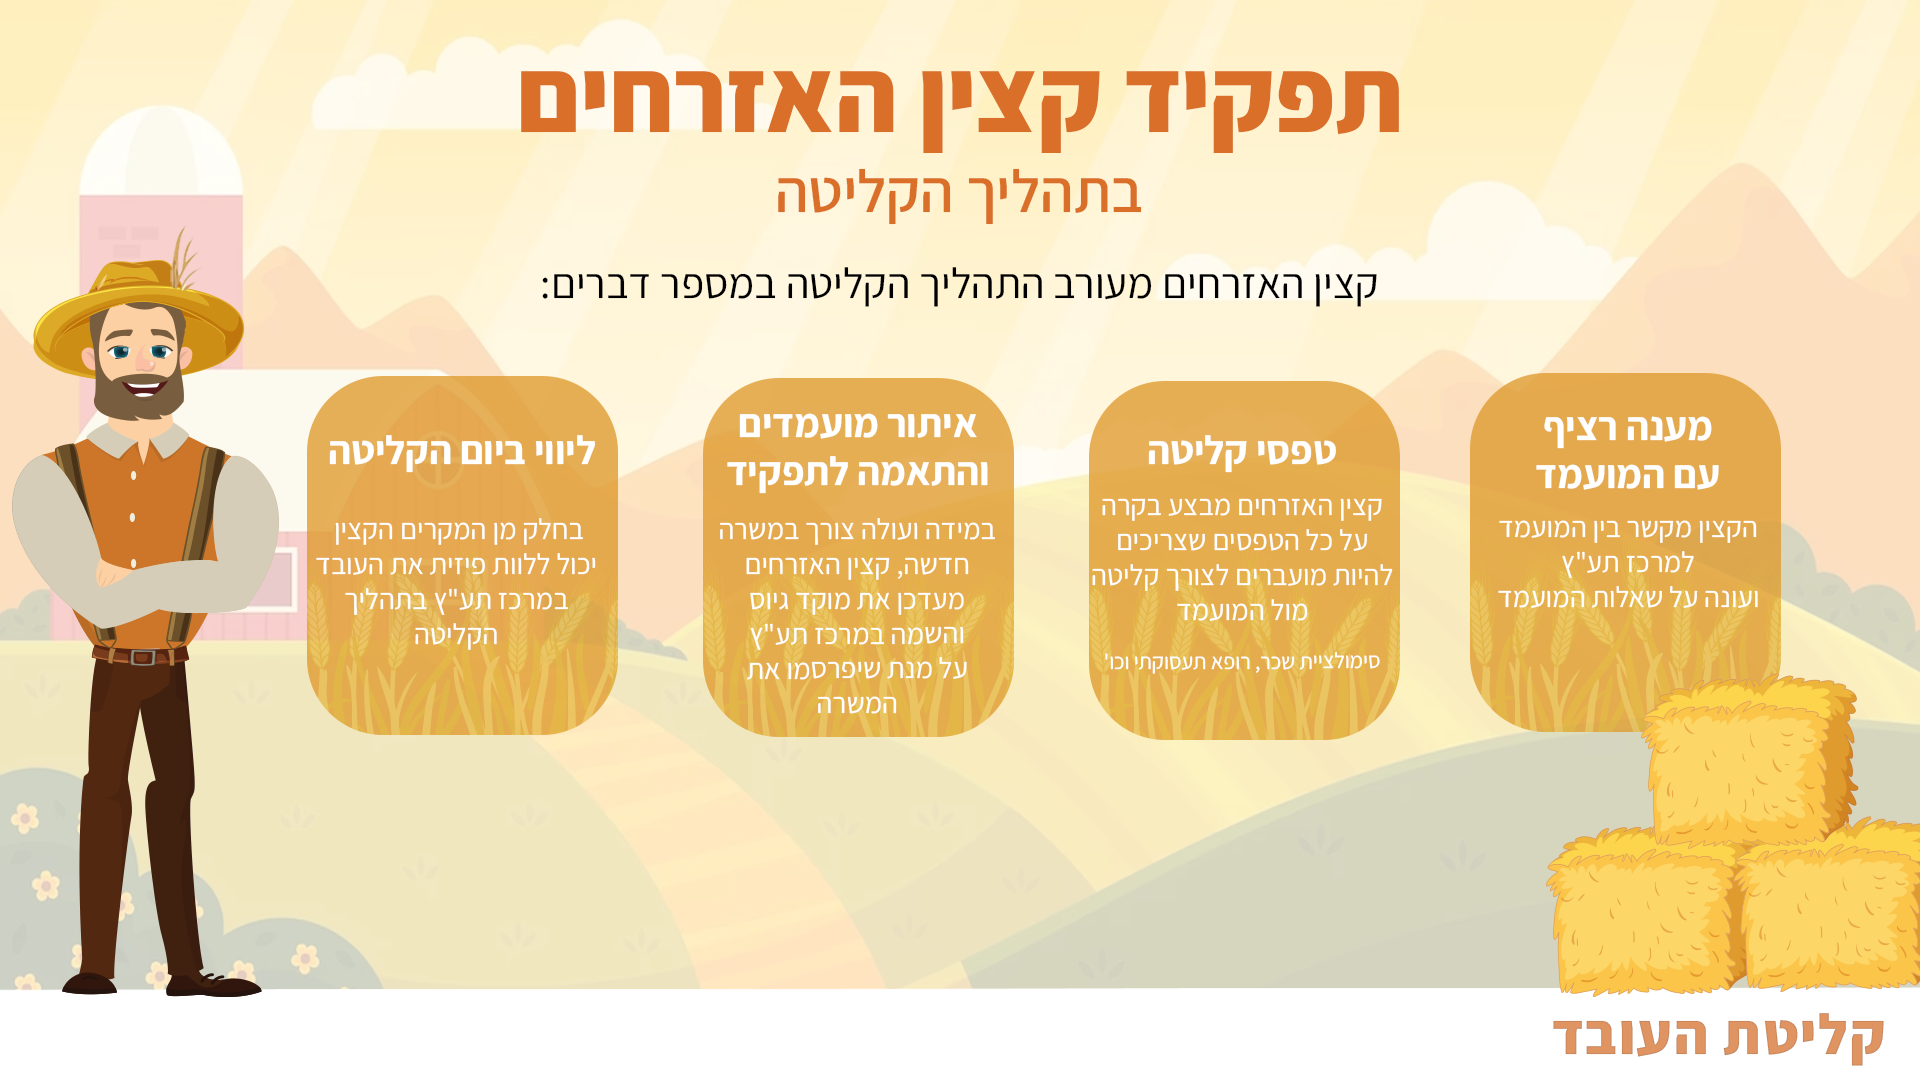 תפקיד קצין האזרחים
בתהליך הקליטה
קצין האזרחים מעורב התהליך הקליטה במספר דברים:
מענה רציף
עם המועמד
הקצין מקשר בין המועמד
למרכז תע"ץ
ועונה על שאלות המועמד
טפסי קליטה
קצין האזרחים מבצע בקרה
על כל הטפסים שצריכים
להיות מועברים לצורך קליטה
מול המועמד
סימולציית שכר, רופא תעסוקתי וכו'
איתור מועמדים
והתאמה לתפקיד
במידה ועולה צורך במשרה
חדשה, קצין האזרחים
מעדכן את מוקד גיוס
והשמה במרכז תע"ץ
על מנת שיפרסמו את
המשרה
ליווי ביום הקליטה
בחלק מן המקרים הקצין
יכול ללוות פיזית את העובד
במרכז תע"ץ בתהליך
הקליטה
קליטת העובד